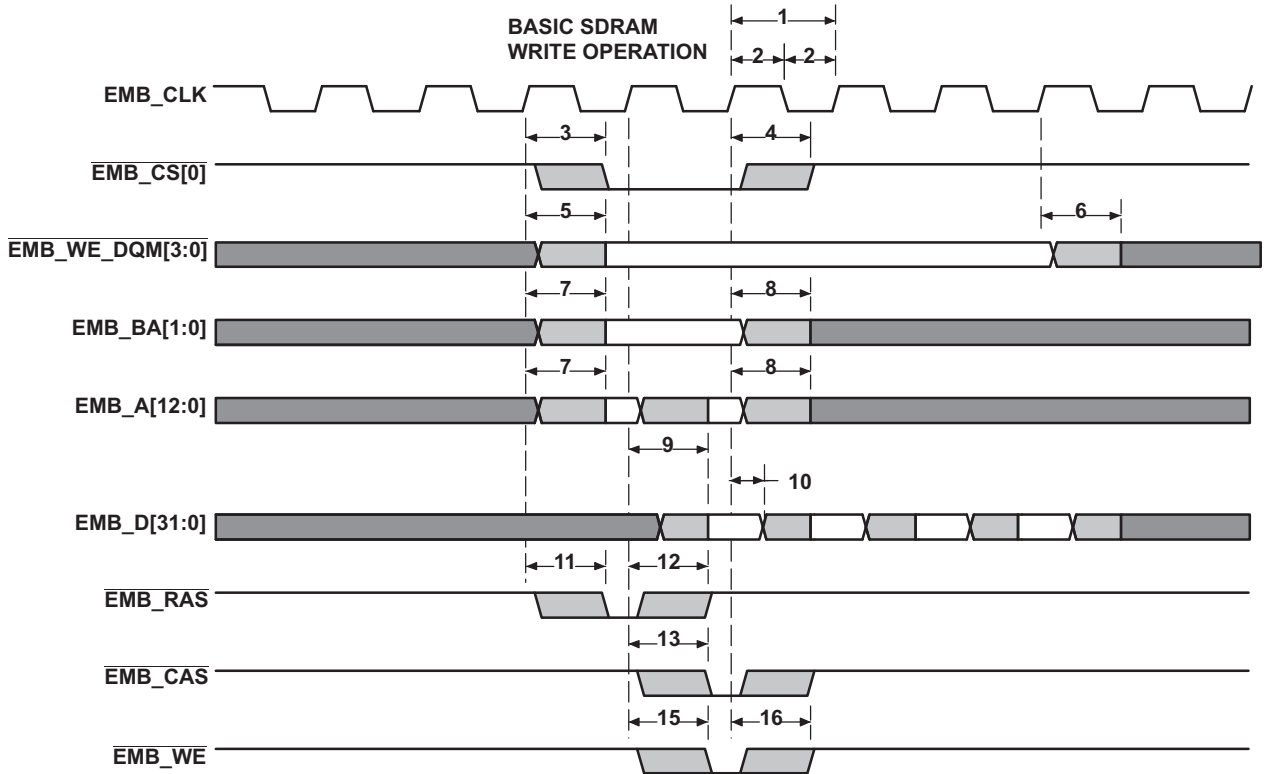 BASIC SDRAM
WRITE OPERATION
1
2 2
EMB_CLK
3 4
EMB_CS[0]
5 6
EMB_WE_DQM[3:0]
7 8
EMB_BA[1:0]
7 8
EMB_A[12:0]
9
10
EMB_D[31:0]
11 12
EMB_RAS
13
EMB_CAS
15 16
EMB_WE